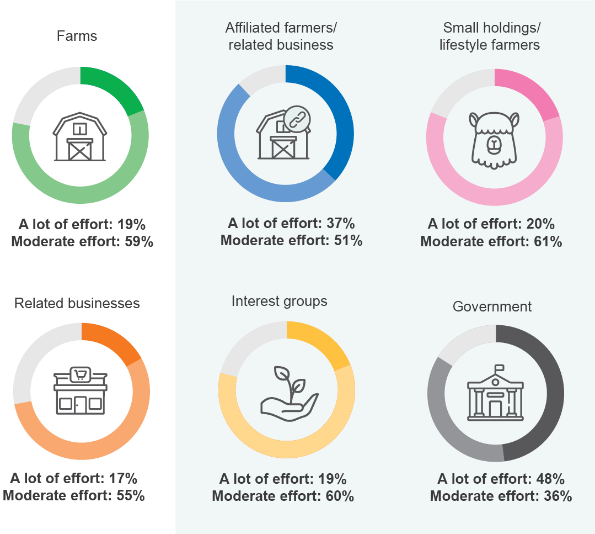 Farms
A lot of effort: 19%
Moderate effort: 59%
Affiliated farmers/
related business
A lot of effort: 37%
Moderate effort: 51%
Small holdings/
lifestyle farmers
A lot of effort: 20%
Moderate effort: 61%
Related businesses
A lot of effort: 17%
Moderate effort: 55%
Interest groups
A lot of effort: 19%
Moderate effort: 60%
Government
A lot of effort: 48%
Moderate effort: 36%